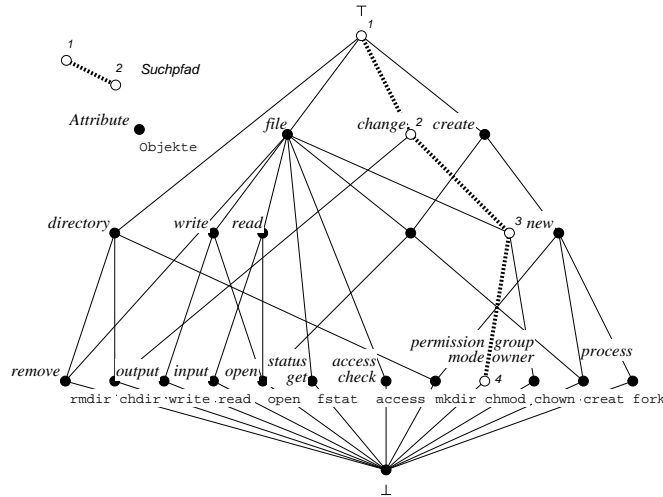 ⊤
1
1
2 Suchpfad
Attribute
Objekte
file change 2 create
directory write read 3 new
permission group
status access mode owner process
remove output input open get check 4
rmdir chdir write read open fstat access mkdir chmod chown creat fork
⊥